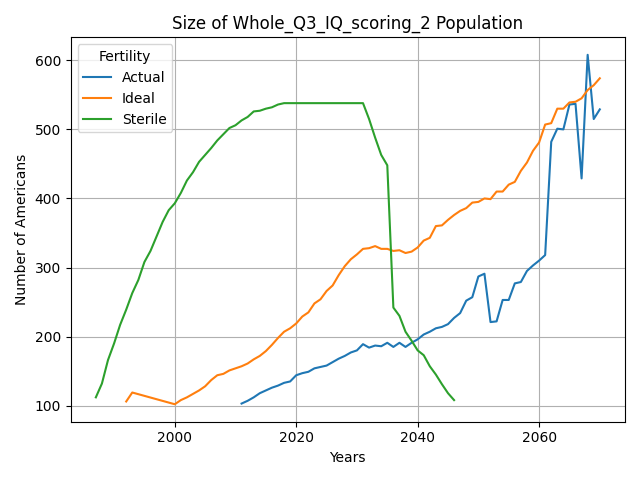 Size of Whole_Q3_IQ_scoring_2 Population
Fertility
Actual
Ideal
Sterile
Number of Americans
600
500
400
300
200
100
2000 2020 2040 2060
Years